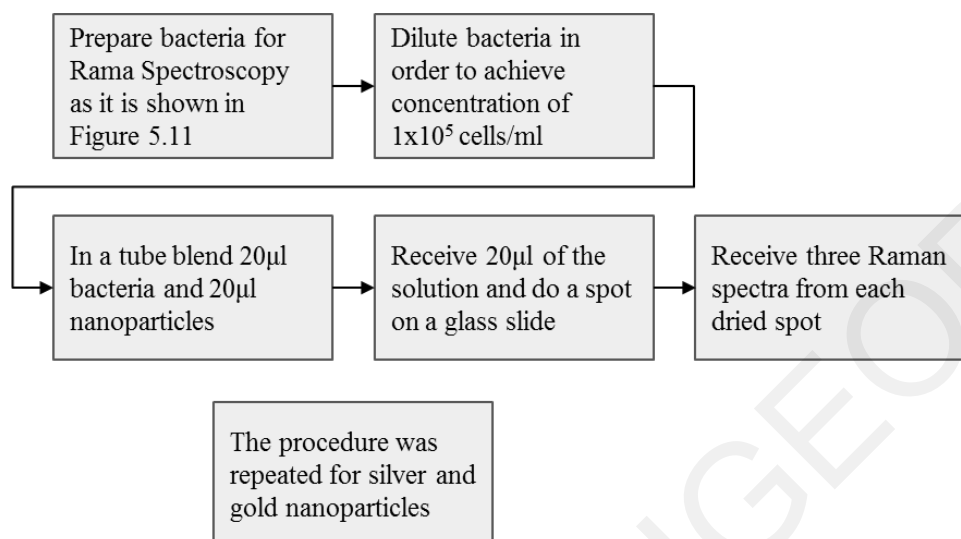 Prepare bacteria for
Rama Spectroscopy
as it is shown in
Figure 5.11
Dilute bacteria in
order to achieve
concentration of
1x10⁵ cells/ml
In a tube blend 20μl
bacteria and 20μl
nanoparticles
Receive 20μl of the
solution and do a spot
on a glass slide
Receive three Raman
spectra from each
dried spot
The procedure was
repeated for silver and
gold nanoparticles